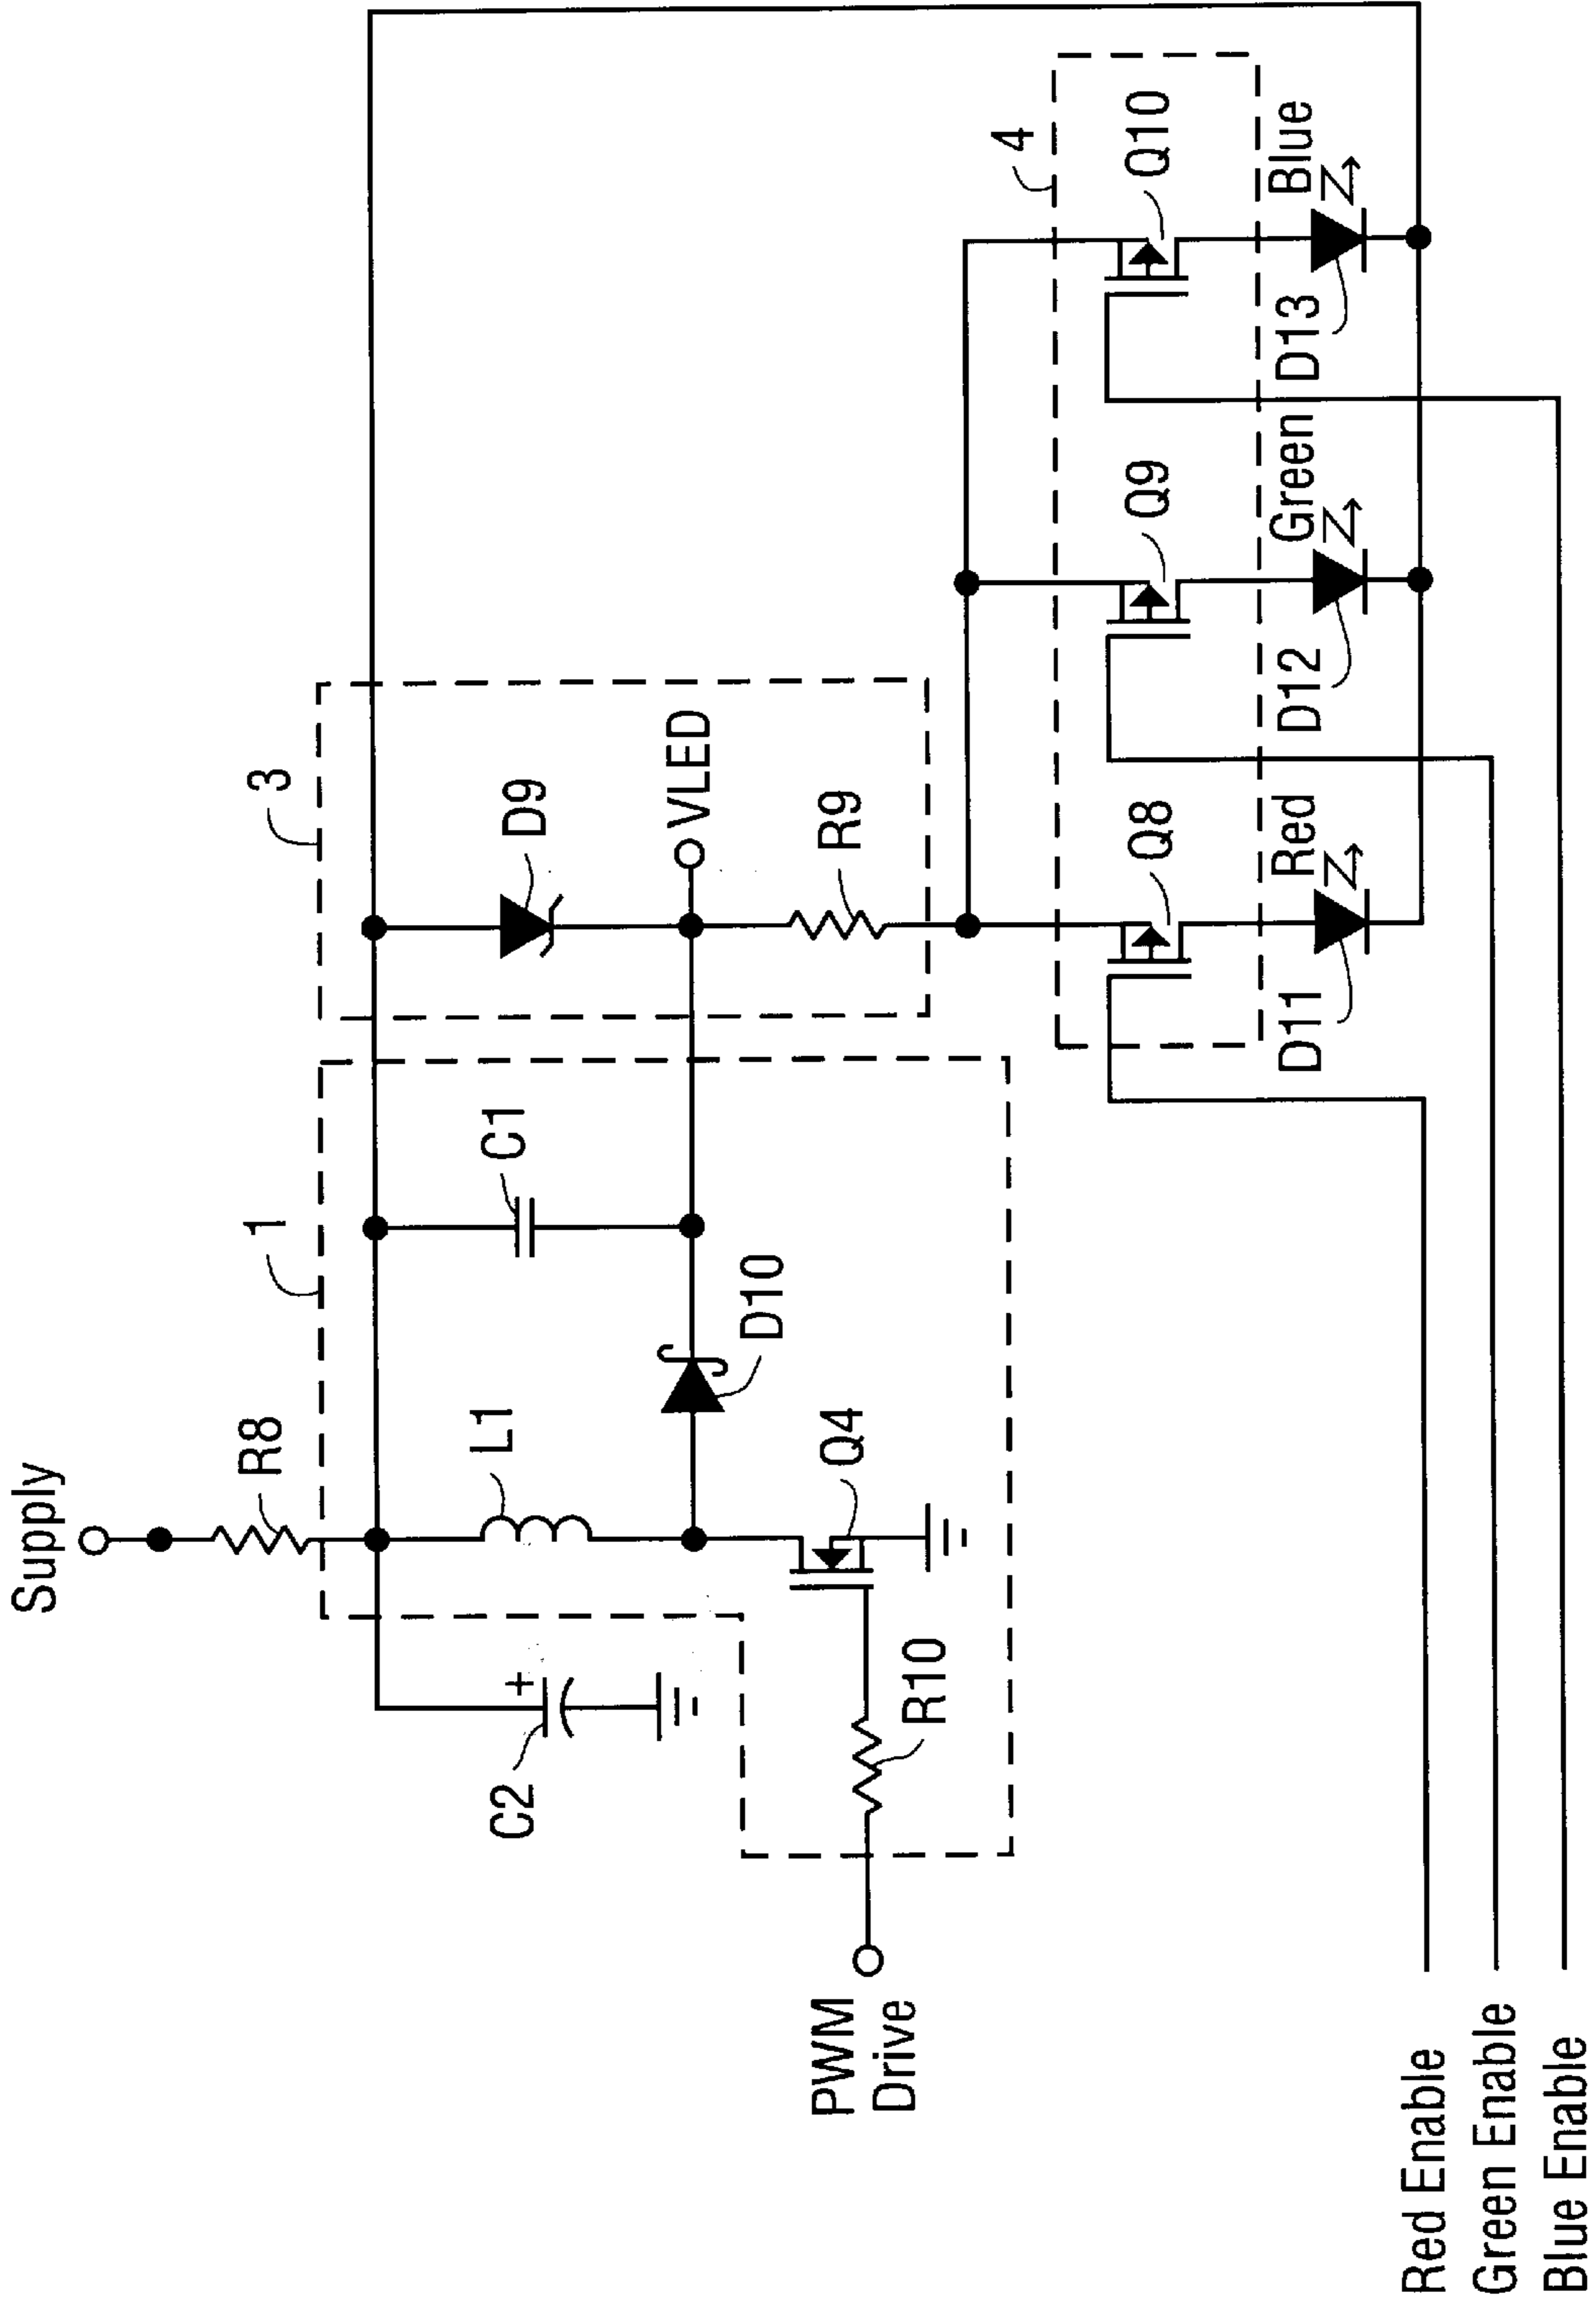 Supply
R8
1
3
C2
+
L1
C1
D9
D10
VLED
PWM
Drive
R10
Q4
R9
4
Q8
Q9
Q10
D11
Red
D12
Green
D13
Blue
Red Enable
Green Enable
Blue Enable